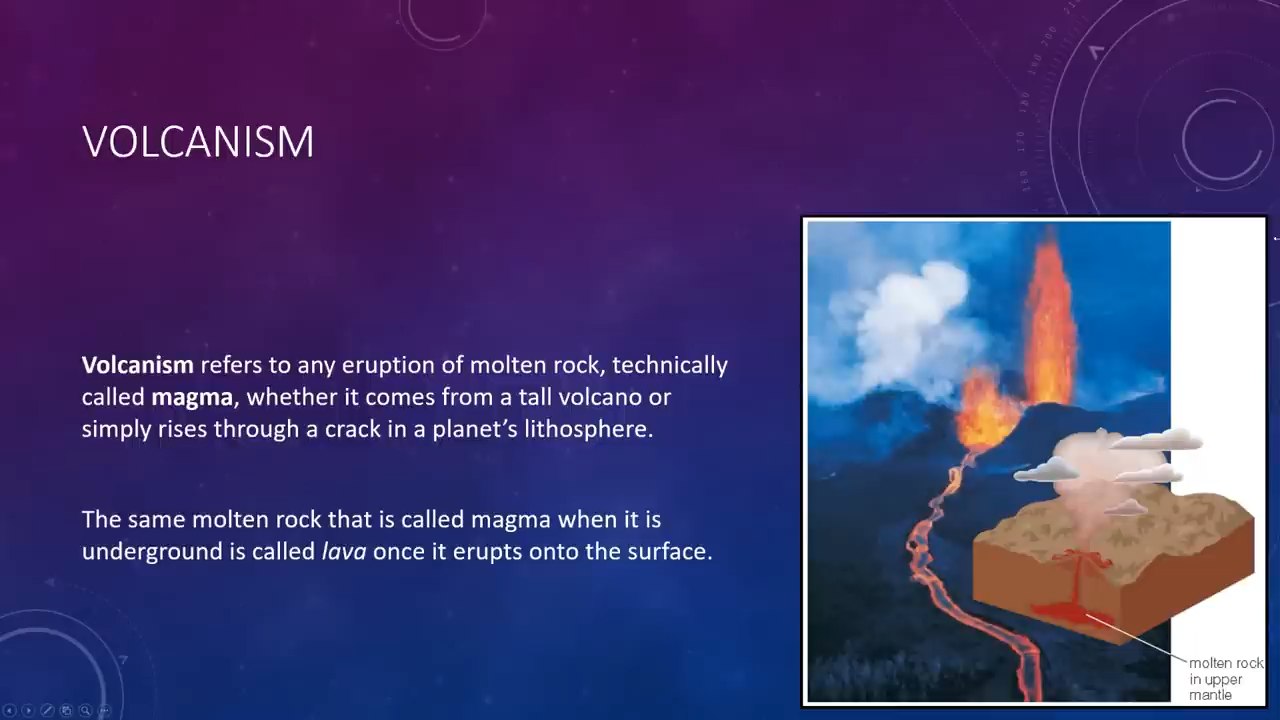 VOLCANISM
Volcanism refers to any eruption of molten rock, technically
called magma, whether it comes from a tall volcano or
simply rises through a crack in a planet’s lithosphere.
The same molten rock that is called magma when it is
underground is called lava once it erupts onto the surface.
molten rock
in upper
mantle